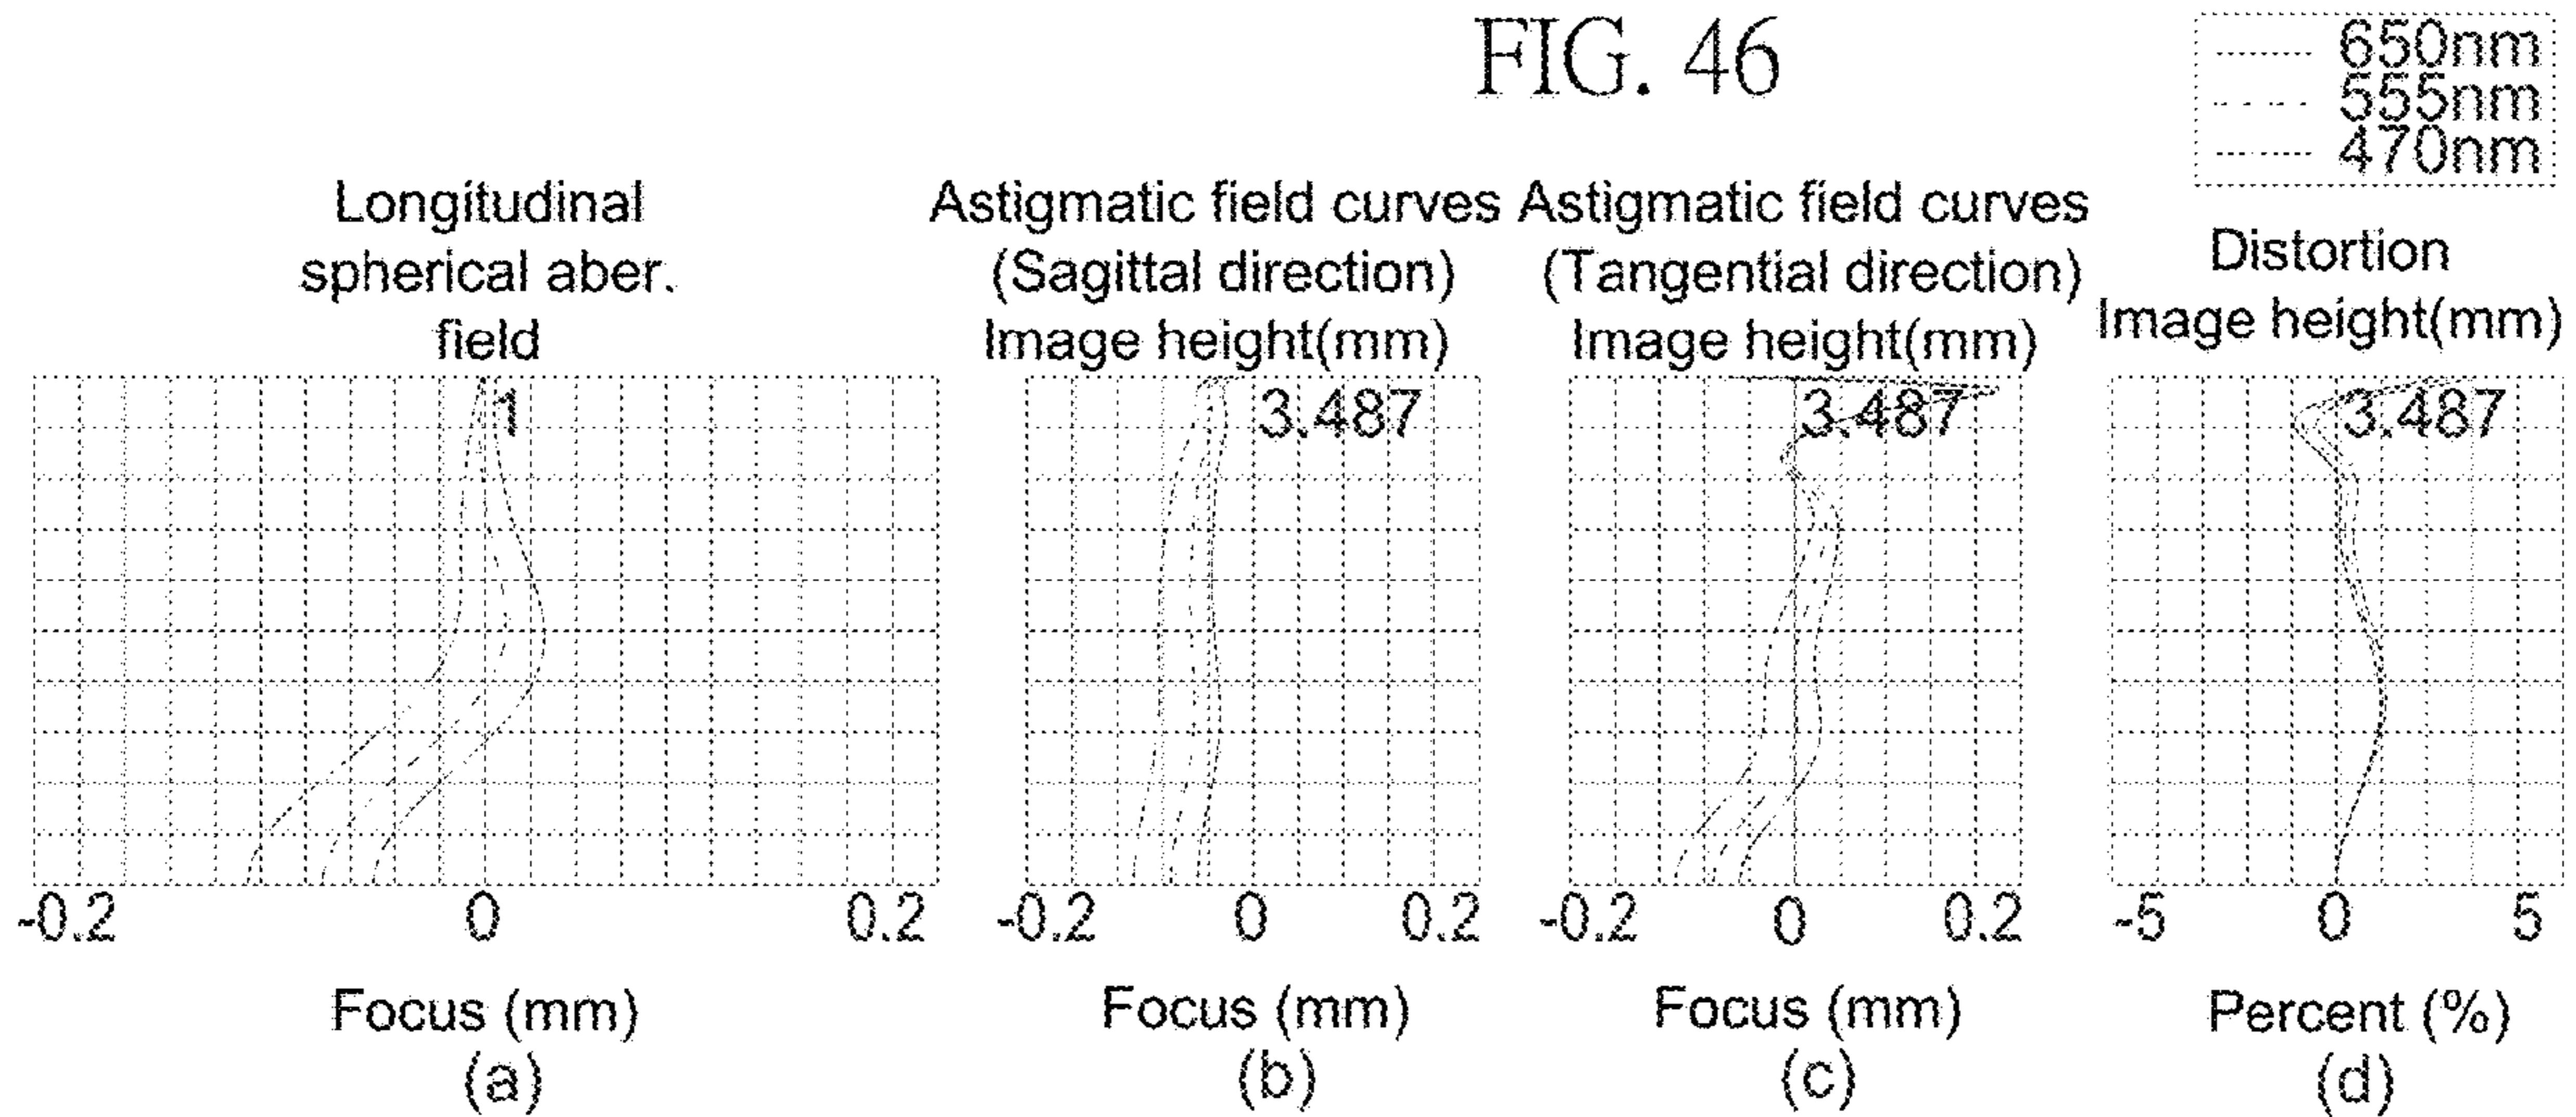 FIG. 46
650nm
555nm
470nm
Longitudinal
spherical aber.
field
1
-0.2 0 0.2
Focus (mm)
(a)
Astigmatic field curves
(Sagittal direction)
Image height(mm)
3.487
-0.2 0 0.2
Focus (mm)
(b)
Astigmatic field curves
(Tangential direction)
Image height(mm)
3.487
-0.2 0 0.2
Focus (mm)
(c)
Distortion
Image height(mm)
3.487
-5 0 5
Percent (%)
(d)